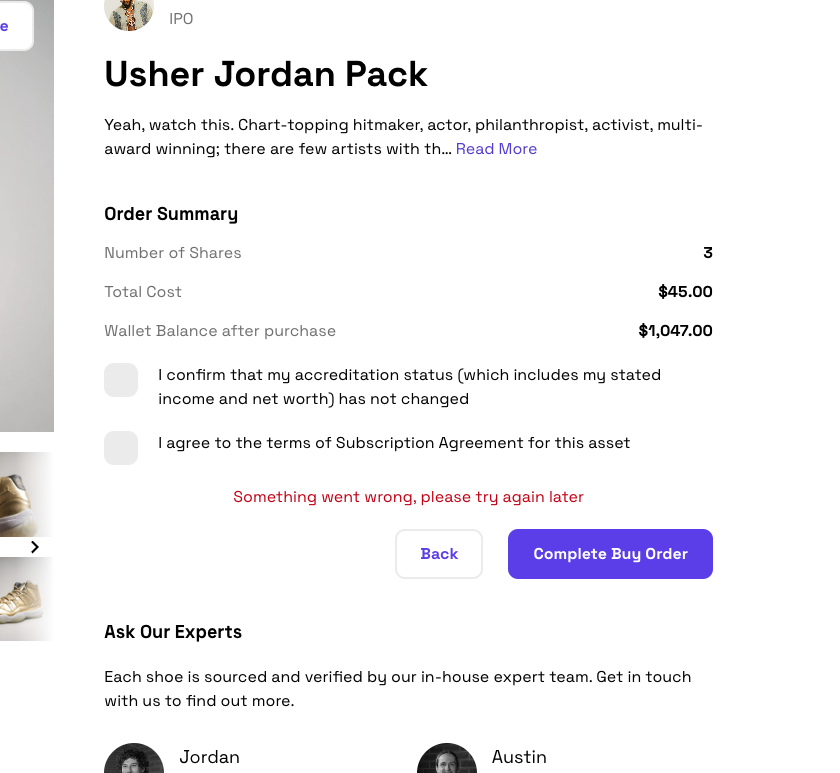 e
IPO
Usher Jordan Pack
Yeah, watch this. Chart-topping hitmaker, actor, philanthropist, activist, multi-
award winning; there are few artists with th... Read More
Order Summary
Number of Shares 3
Total Cost $45.00
Wallet Balance after purchase $1,047.00
I confirm that my accreditation status (which includes my stated
income and net worth) has not changed
I agree to the terms of Subscription Agreement for this asset
Something went wrong, please try again later
Back Complete Buy Order
Ask Our Experts
Each shoe is sourced and verified by our in-house expert team. Get in touch
with us to find out more.
Jordan Austin